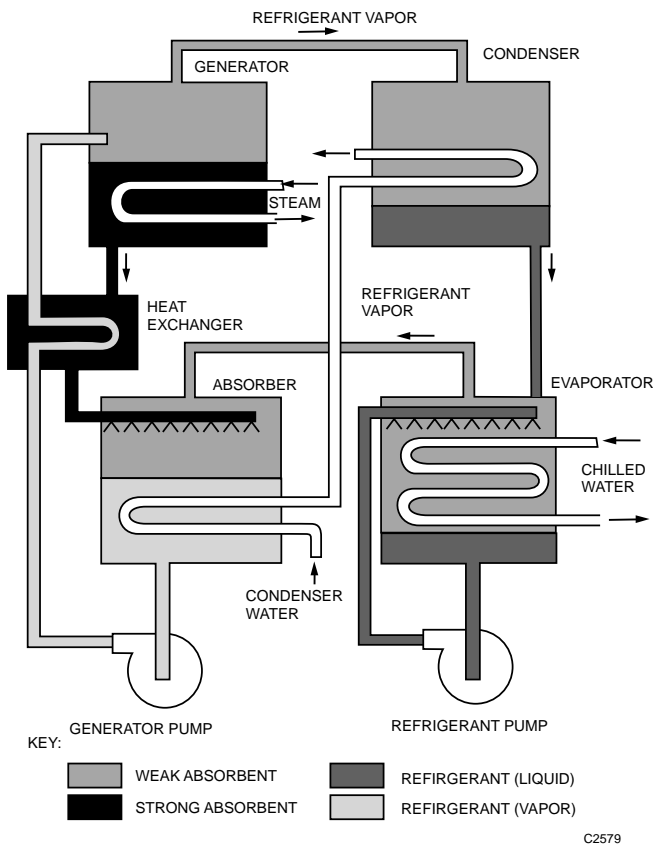 REFRIGERANT VAPOR
GENERATOR
CONDENSER
STEAM
HEAT
EXCHANGER
REFRIGERANT
VAPOR
ABSORBER
EVAPORATOR
CHILLED
WATER
CONDENSER
WATER
GENERATOR PUMP
REFRIGERANT PUMP
KEY:
WEAK ABSORBENT
REFIRGERANT (LIQUID)
STRONG ABSORBENT
REFIRGERANT (VAPOR)
C2579